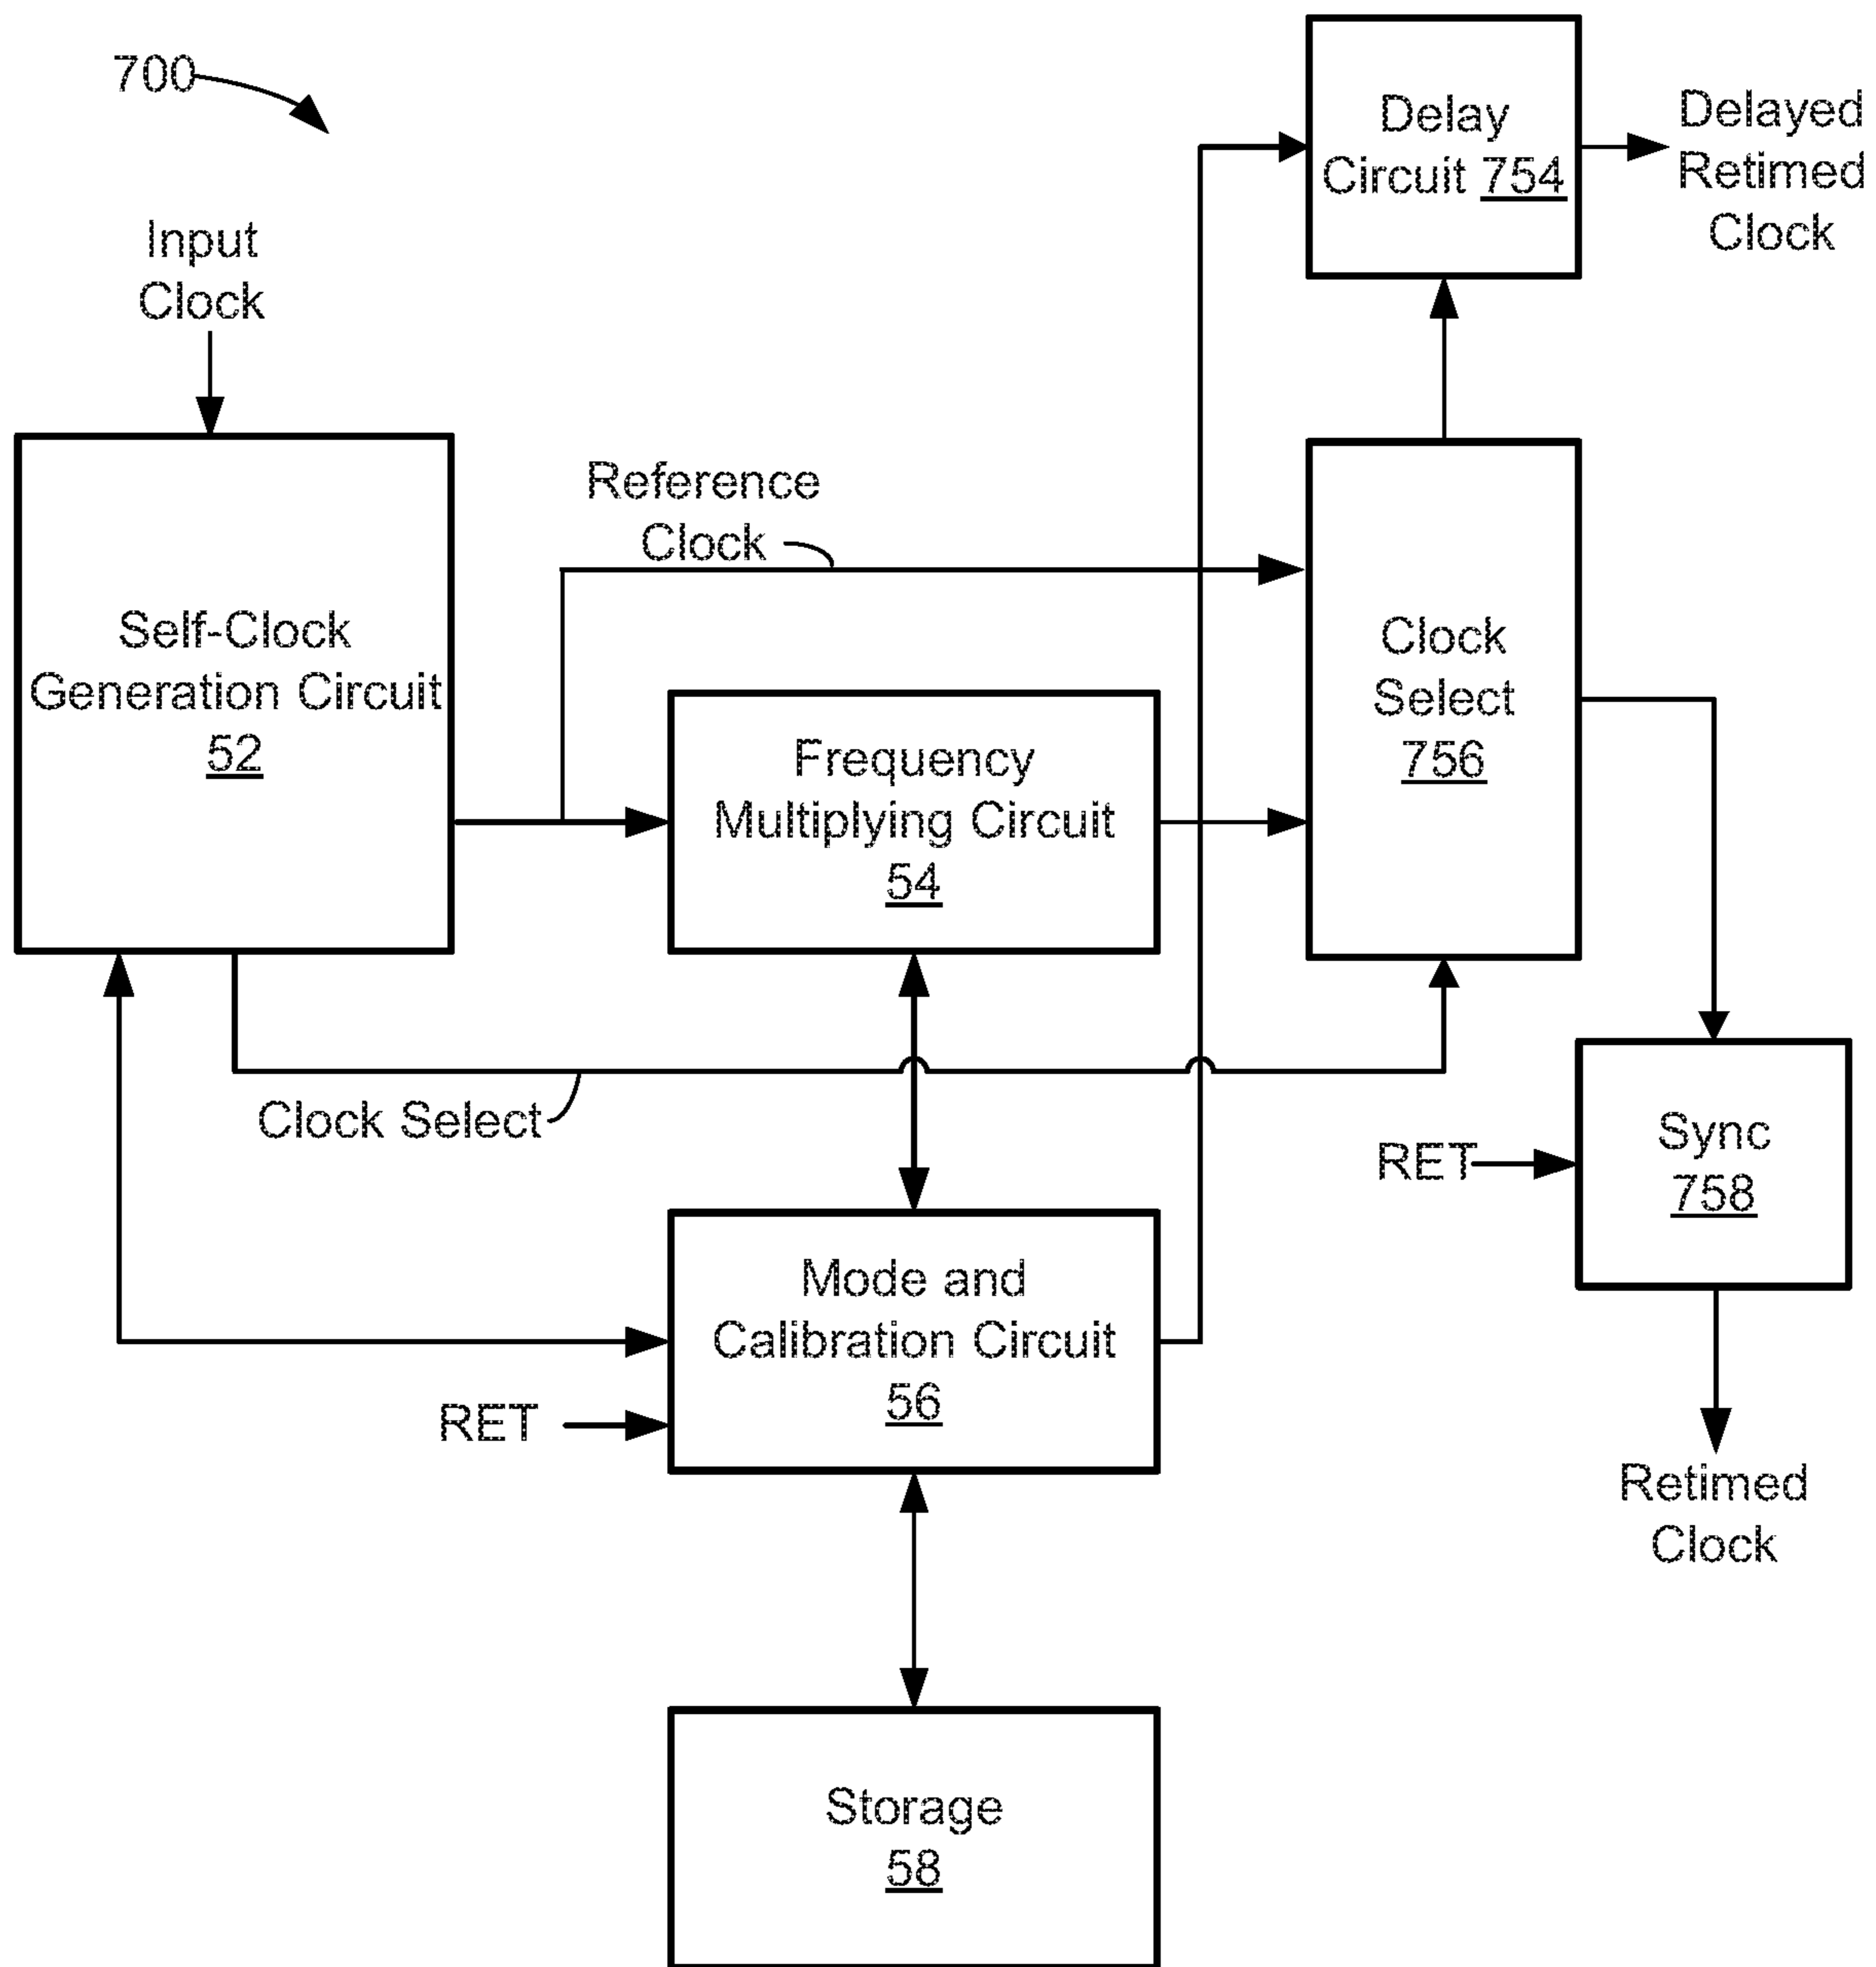 700
Input
Clock
Delay
Circuit 754
Delayed
Retimed
Clock
Self-Clock
Generation Circuit
52
Reference
Clock
Frequency
Multiplying Circuit
54
Clock
Select
756
Clock Select
RET
Sync
758
Mode and
Calibration Circuit
56
RET
Retimed
Clock
Storage
58